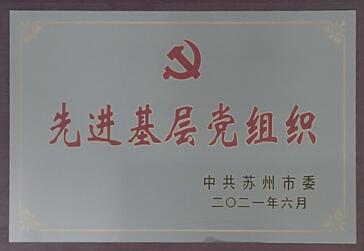 先进基层党组织
中共苏州市委
二〇二一年六月